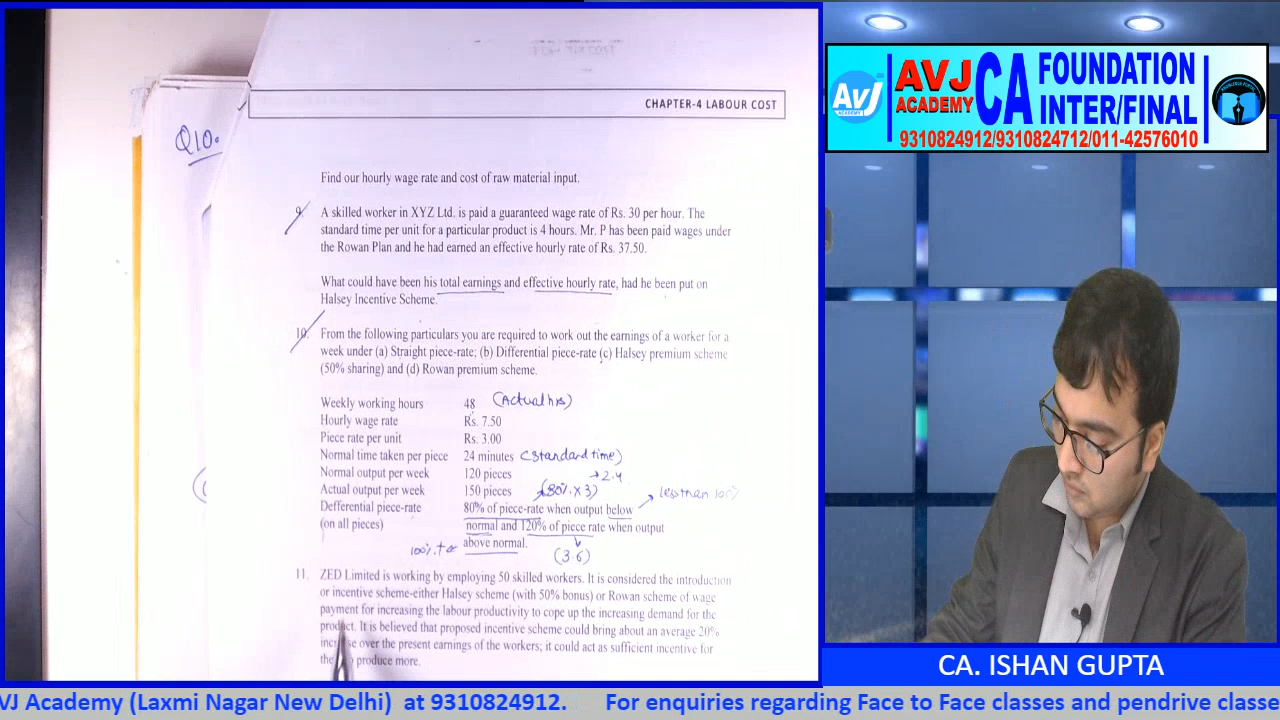 CHAPTER-4 LABOUR COST
Q10.
Find our hourly wage rate and cost of raw material input.
9. A skilled worker in XYZ Ltd. is paid a guaranteed wage rate of Rs. 30 per hour. The
standard time per unit for a particular product is 4 hours. Mr. P has been paid wages under
the Rowan Plan and he had earned an effective hourly rate of Rs. 37.50.
What could have been his total earnings and effective hourly rate, had he been put on
Halsey Incentive Scheme.
10. From the following particulars you are required to work out the earnings of a worker for a
week under (a) Straight piece-rate; (b) Differential piece-rate (c) Halsey premium scheme
(50% sharing) and (d) Rowan premium scheme.
Weekly working hours 48 (Actual hrs)
Hourly wage rate Rs. 7.50
Piece rate per unit Rs. 3.00
Normal time taken per piece 24 minutes (standard time)
Normal output per week 120 pieces → 2.4
Actual output per week 150 pieces (80% × 3) less than 100%
Defferential piece-rate 80% of piece-rate when output below
(on all pieces) normal and 120% of piece rate when output
100% + above normal. (3.6)
11. ZED Limited is working by employing 50 skilled workers. It is considered the introduction
or incentive scheme-either Halsey scheme (with 50% bonus) or Rowan scheme of wage
payment for increasing the labour productivity to cope up the increasing demand for the
product. It is believed that proposed incentive scheme could bring about an average 20%
over the present earnings of the workers; it could act as sufficient incentive for
produce more.
AVJ
ACADEMY
AVJ
ACADEMY
CA
FOUNDATION
INTER/FINAL
9310824912/9310824712/011-42576010
CA. ISHAN GUPTA
AVJ Academy (Laxmi Nagar New Delhi) at 9310824912. For enquiries regarding Face to Face classes and pendrive classe